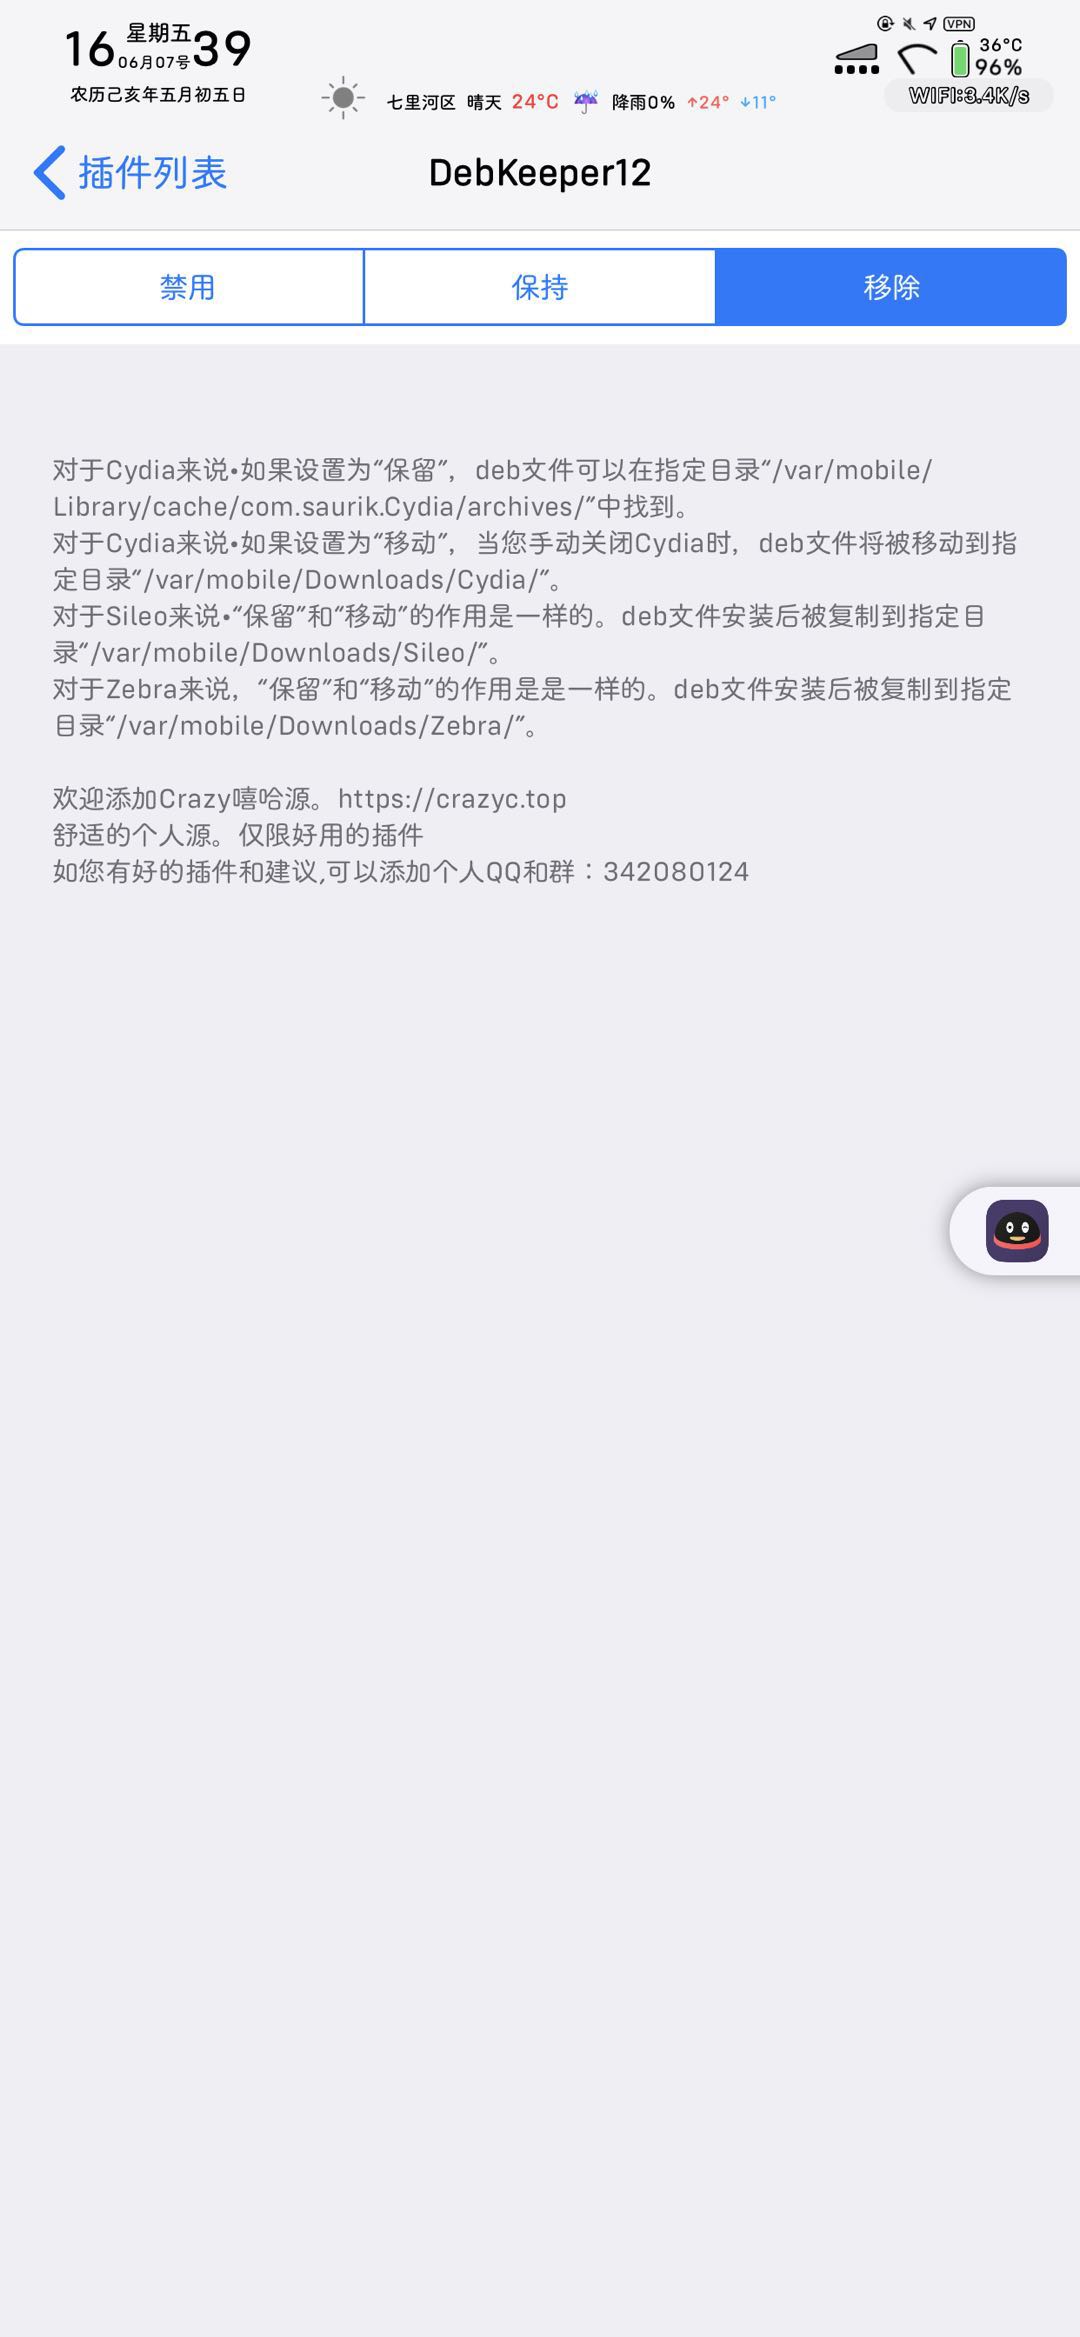 16 星期五 39
06月07号
农历己亥年五月初五日
VPN
36°C
96%
WIFI:3.4K/s
七里河区 晴天 24°C ☔ 降雨0% ↑24° ↓11°
插件列表
DebKeeper12
禁用 保持 移除
对于Cydia来说•如果设置为“保留”，deb文件可以在指定目录“/var/mobile/
Library/cache/com.saurik.Cydia/archives/”中找到。
对于Cydia来说•如果设置为“移动”，当您手动关闭Cydia时，deb文件将被移动到指
定目录“/var/mobile/Downloads/Cydia/”。
对于Sileo来说•“保留”和“移动”的作用是一样的。deb文件安装后被复制到指定目
录“/var/mobile/Downloads/Sileo/”。
对于Zebra来说，“保留”和“移动”的作用是是一样的。deb文件安装后被复制到指定
目录“/var/mobile/Downloads/Zebra/”。
欢迎添加Crazy嘻哈源。https://crazyc.top
舒适的个人源。仅限好用的插件
如您有好的插件和建议,可以添加个人QQ和群：342080124